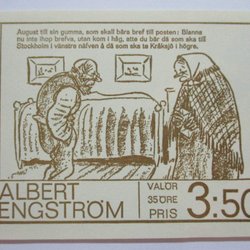 August till sin gumma, som skall bära bref till posten: Blanna
nu inte ihop brefva, utan kom i håg, atte du bär då som ska till
Stockholm i vänstre näfven å då som ska te Kråksjö i högre.
ALBERT
ENGSTRÖM
VALÖR
35 ÖRE
PRIS
3:50